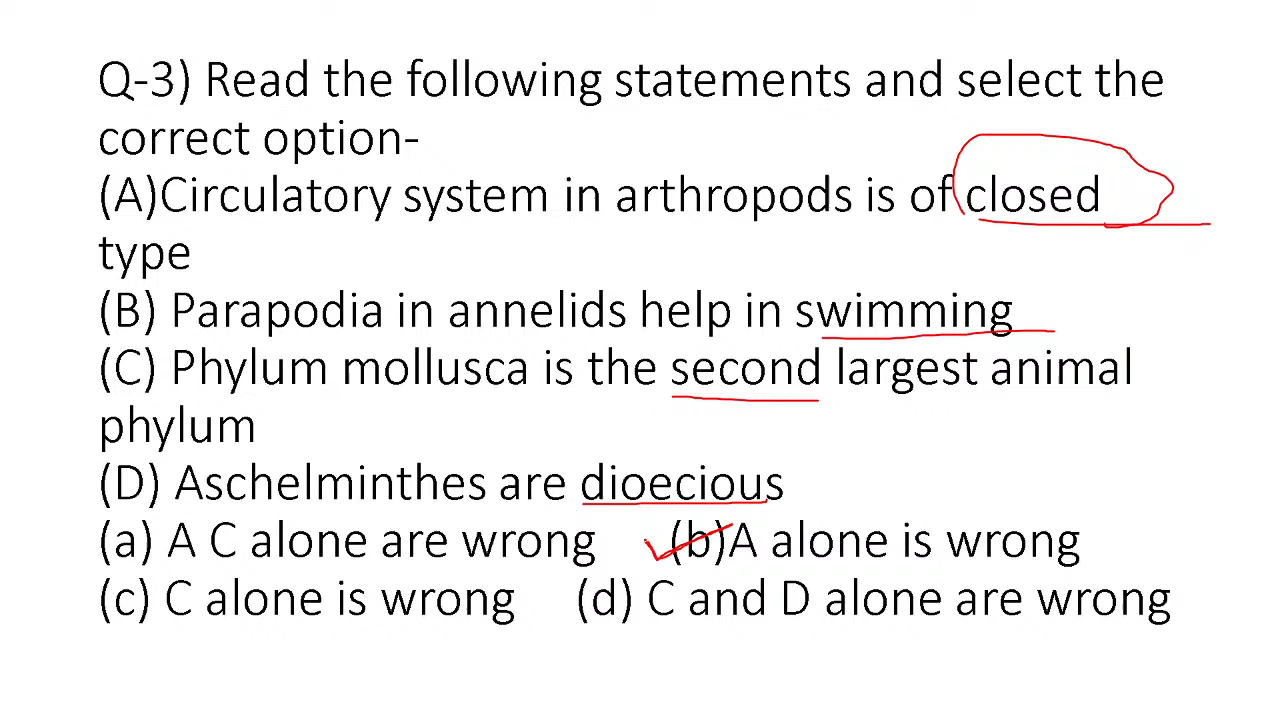 Q-3) Read the following statements and select the
correct option-
(A)Circulatory system in arthropods is of closed
type
(B) Parapodia in annelids help in swimming
(C) Phylum mollusca is the second largest animal
phylum
(D) Aschelminthes are dioecious
(a) A C alone are wrong (b)A alone is wrong
(c) C alone is wrong (d) C and D alone are wrong